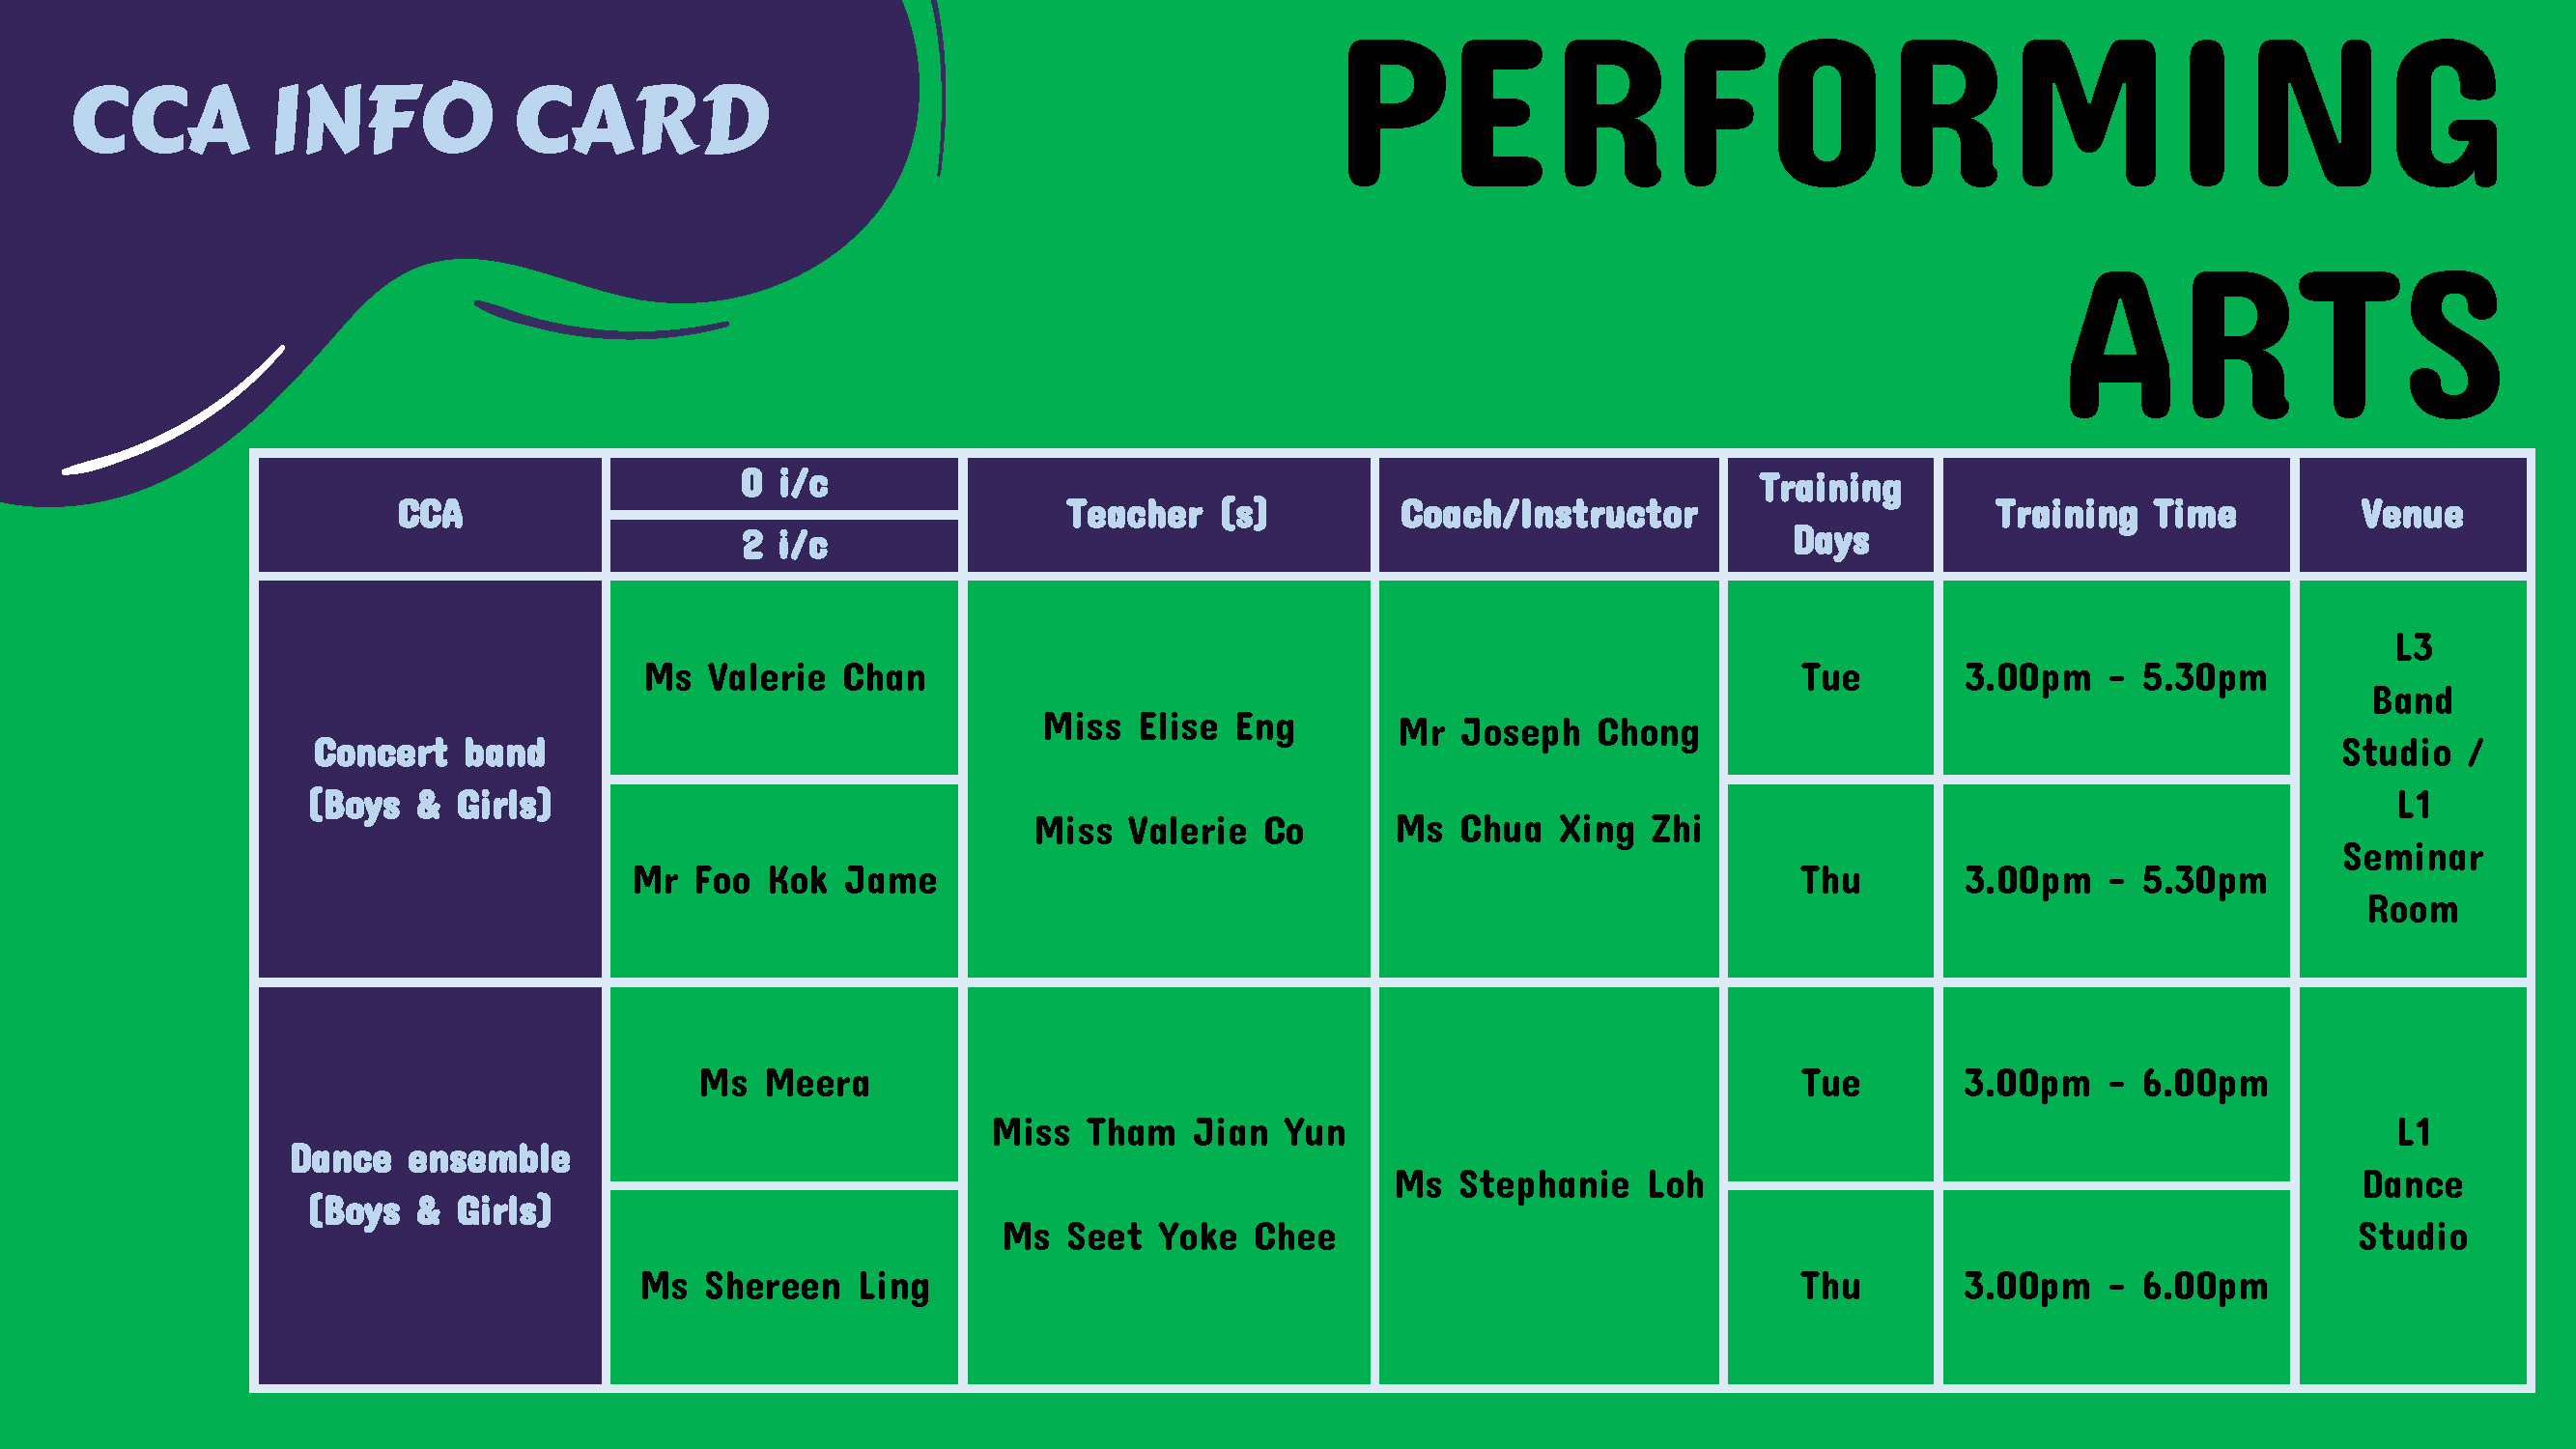 CCA INFO CARD
PERFORMING
ARTS
CCA
0 i/c
2 i/c
Teacher (s)
Coach/Instructor
Training
Days
Training Time
Venue
Concert band
(Boys & Girls)
Ms Valerie Chan
Mr Foo Kok Jame
Miss Elise Eng
Miss Valerie Co
Mr Joseph Chong
Ms Chua Xing Zhi
Tue
3.00pm - 5.30pm
Thu
3.00pm - 5.30pm
L3
Band
Studio /
L1
Seminar
Room
Dance ensemble
(Boys & Girls)
Ms Meera
Ms Shereen Ling
Miss Tham Jian Yun
Ms Seet Yoke Chee
Ms Stephanie Loh
Tue
3.00pm - 6.00pm
Thu
3.00pm - 6.00pm
L1
Dance
Studio